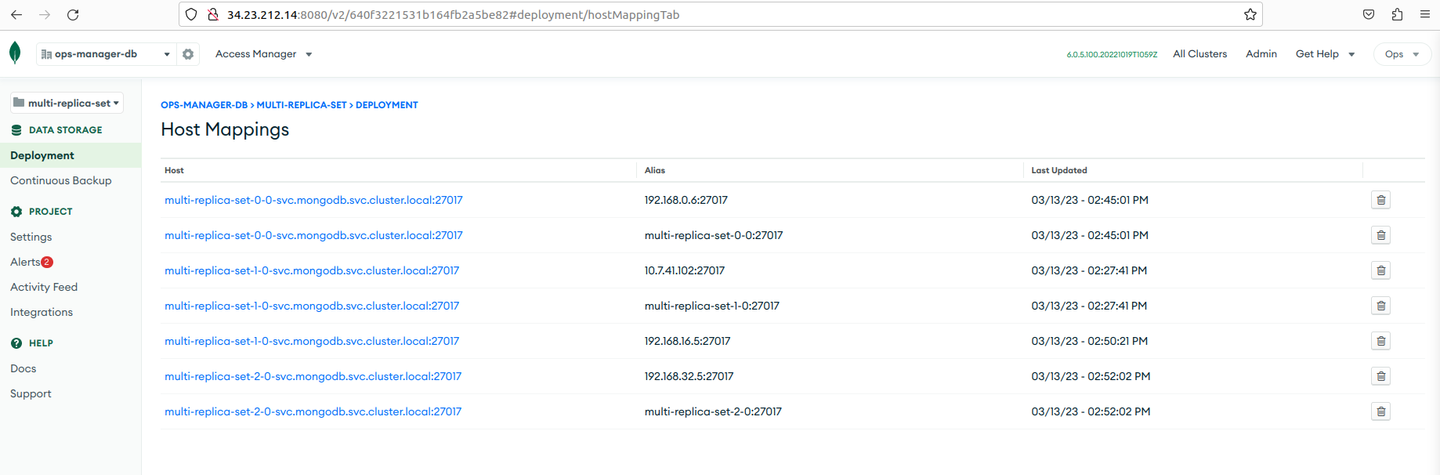 34.23.212.14:8080/v2/640f3221531b164fb2a5be82#deployment/hostMappingTab
ops-manager-db Access Manager 6.0.5.100.20221019T1059Z All Clusters Admin Get Help Ops
multi-replica-set
DATA STORAGE
Deployment
Continuous Backup
PROJECT
Settings
Alerts 2
Activity Feed
Integrations
HELP
Docs
Support
OPS-MANAGER-DB > MULTI-REPLICA-SET > DEPLOYMENT
Host Mappings
Host Alias Last Updated
multi-replica-set-0-0-svc.mongodb.svc.cluster.local:27017 192.168.0.6:27017 03/13/23 - 02:45:01 PM
multi-replica-set-0-0-svc.mongodb.svc.cluster.local:27017 multi-replica-set-0-0:27017 03/13/23 - 02:45:01 PM
multi-replica-set-1-0-svc.mongodb.svc.cluster.local:27017 10.7.41.102:27017 03/13/23 - 02:27:41 PM
multi-replica-set-1-0-svc.mongodb.svc.cluster.local:27017 multi-replica-set-1-0:27017 03/13/23 - 02:27:41 PM
multi-replica-set-1-0-svc.mongodb.svc.cluster.local:27017 192.168.16.5:27017 03/13/23 - 02:50:21 PM
multi-replica-set-2-0-svc.mongodb.svc.cluster.local:27017 192.168.32.5:27017 03/13/23 - 02:52:02 PM
multi-replica-set-2-0-svc.mongodb.svc.cluster.local:27017 multi-replica-set-2-0:27017 03/13/23 - 02:52:02 PM